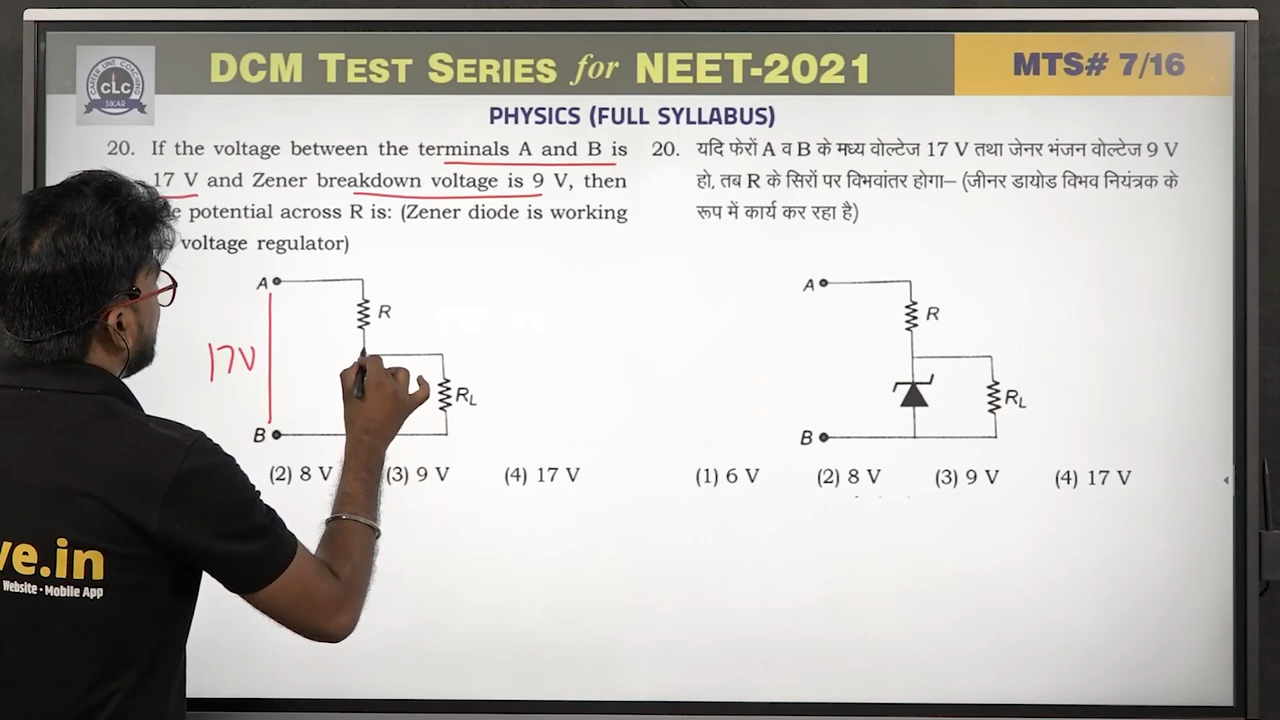 DCM TEST SERIES for NEET-2021
MTS# 7/16
CAREER LINE COACHING
CLC
SIKAR
PHYSICS (FULL SYLLABUS)
20. If the voltage between the terminals A and B is
17 V and Zener breakdown voltage is 9 V, then
potential across R is: (Zener diode is working
voltage regulator)
A
R
17V
RL
B
(2) 8 V (3) 9 V (4) 17 V
20. यदि फेरों A व B के मध्य वोल्टेज 17 V तथा जेनर भंजन वोल्टेज 9 V
हो, तब R के सिरों पर विभवांतर होगा– (जीनर डायोड विभव नियंत्रक के
रूप में कार्य कर रहा है)
A
R
RL
B
(1) 6 V (2) 8 V (3) 9 V (4) 17 V
ve.in
Website - Mobile App